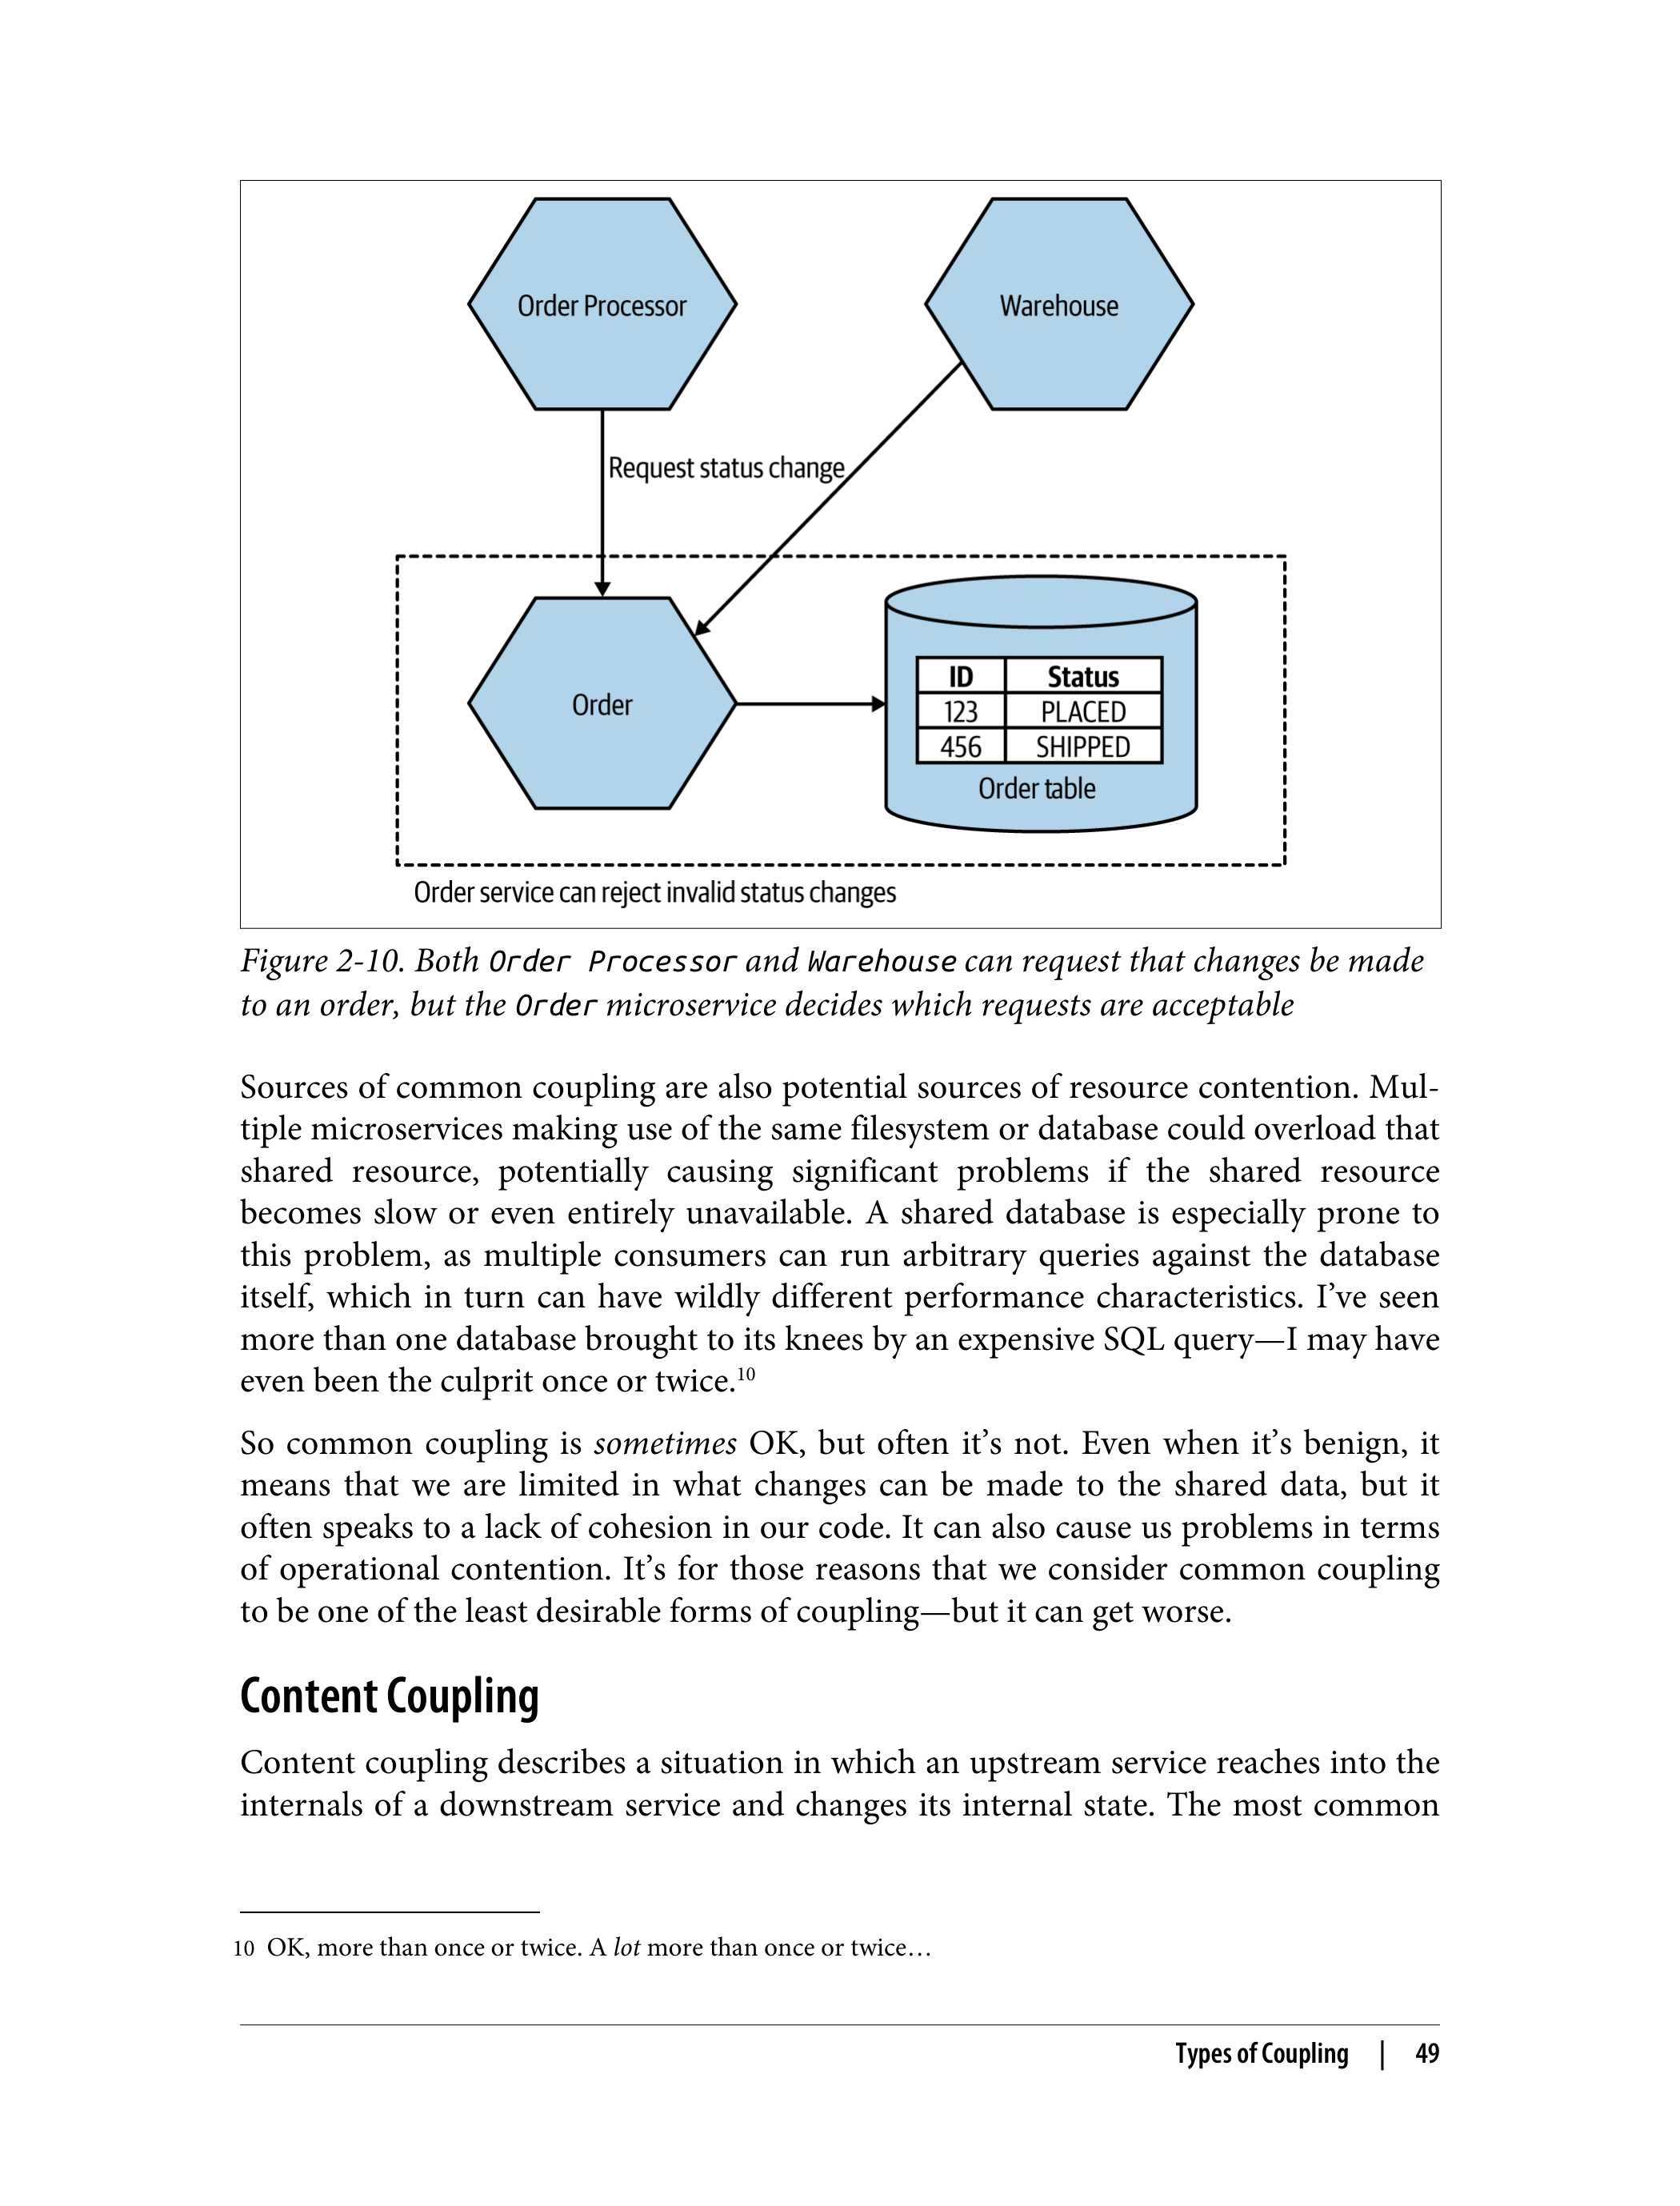 Order Processor
Warehouse
Request status change
Order
ID Status
123 PLACED
456 SHIPPED
Order table
Order service can reject invalid status changes
Figure 2-10. Both Order Processor and Warehouse can request that changes be made
to an order, but the Order microservice decides which requests are acceptable
Sources of common coupling are also potential sources of resource contention. Mul-
tiple microservices making use of the same filesystem or database could overload that
shared resource, potentially causing significant problems if the shared resource
becomes slow or even entirely unavailable. A shared database is especially prone to
this problem, as multiple consumers can run arbitrary queries against the database
itself, which in turn can have wildly different performance characteristics. I’ve seen
more than one database brought to its knees by an expensive SQL query—I may have
even been the culprit once or twice.10
So common coupling is sometimes OK, but often it’s not. Even when it’s benign, it
means that we are limited in what changes can be made to the shared data, but it
often speaks to a lack of cohesion in our code. It can also cause us problems in terms
of operational contention. It’s for those reasons that we consider common coupling
to be one of the least desirable forms of coupling—but it can get worse.
Content Coupling
Content coupling describes a situation in which an upstream service reaches into the
internals of a downstream service and changes its internal state. The most common
10 OK, more than once or twice. A lot more than once or twice…
Types of Coupling | 49